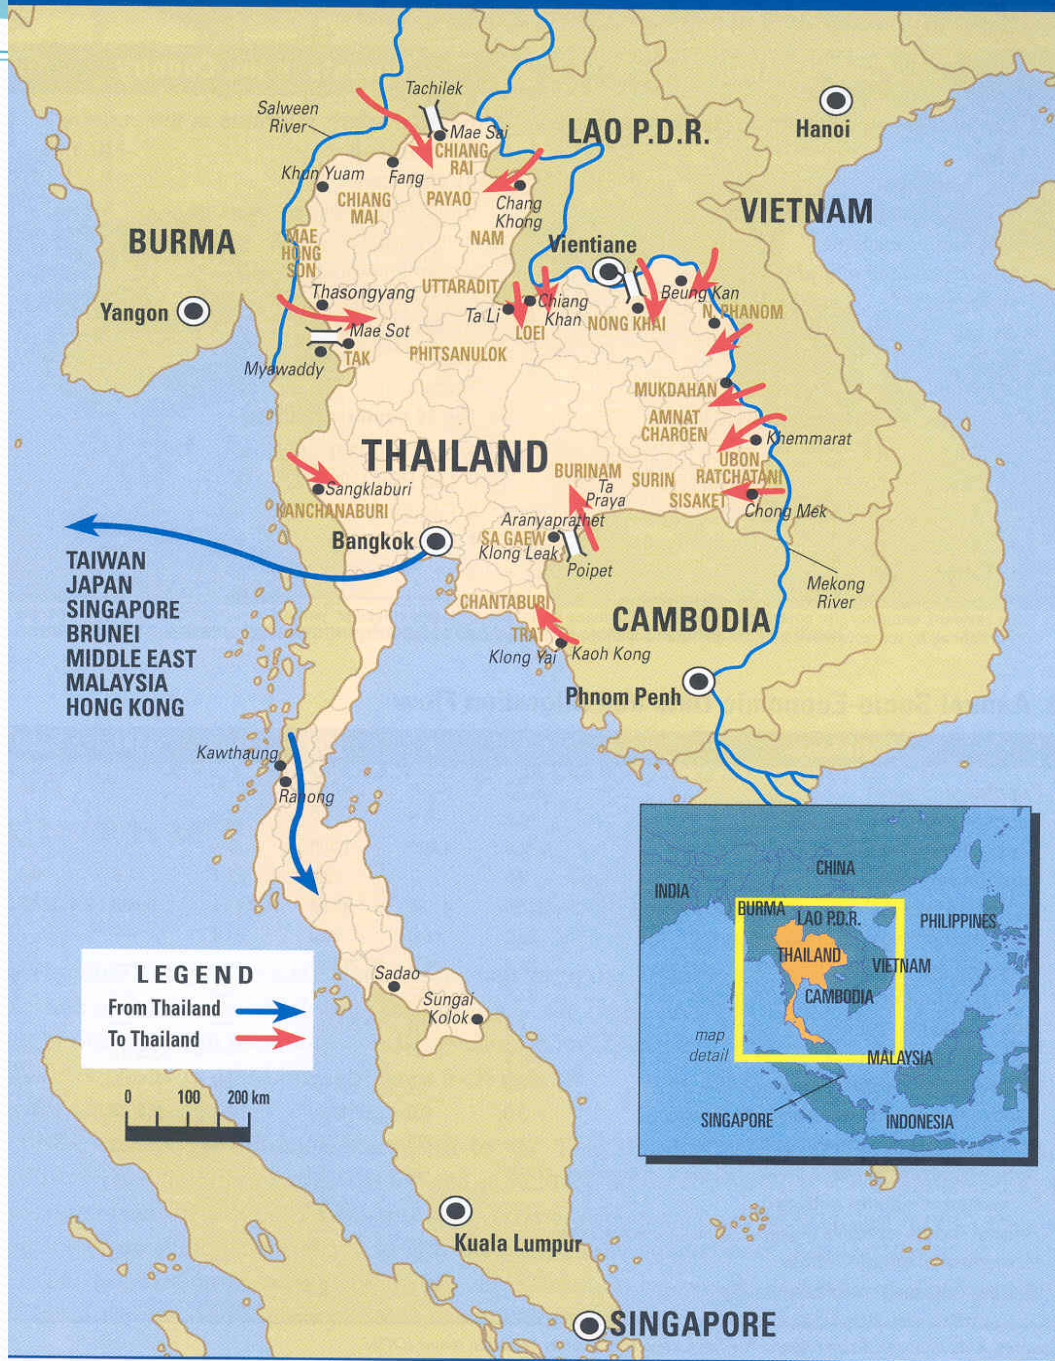 Tachilek
Salween
River
Mae Sai
LAO P.D.R.
Hanoi
CHIANG
RAI
Khun Yuam
Fang
CHIANG
MAI
PAYAO
Chang
Khong
VIETNAM
BURMA
MAE
HONG
SON
NAM
Vientiane
Yangon
Thasongyang
UTTARADIT
Beung Kan
Ta Li
Chiang
Khan
LOEI
NONG KHAI
N. PHANOM
Mae Sot
TAK
Myawaddy
PHITSANULOK
MUKDAHAN
AMNAT
CHAROEN
Khemmarat
THAILAND
BURINAM
SURIN
UBON
RATCHATANI
SISAKET
Ta
Praya
Chong Mek
Sangklaburi
KANCHANABURI
Bangkok
Aranyaprathet
SA GAEW
Klong Leak
Poipet
TAIWAN
JAPAN
SINGAPORE
BRUNEI
MIDDLE EAST
MALAYSIA
HONG KONG
Mekong
River
CHANTABURI
CAMBODIA
TRAT
Klong Yai
Kaoh Kong
Phnom Penh
Kawthaung
Ranong
CHINA
INDIA
BURMA
LAO P.D.R.
PHILIPPINES
THAILAND
VIETNAM
CAMBODIA
map
detail
MALAYSIA
SINGAPORE
INDONESIA
Sadao
Sungai
Kolok
LEGEND
From Thailand
To Thailand
0 100 200 km
Kuala Lumpur
SINGAPORE